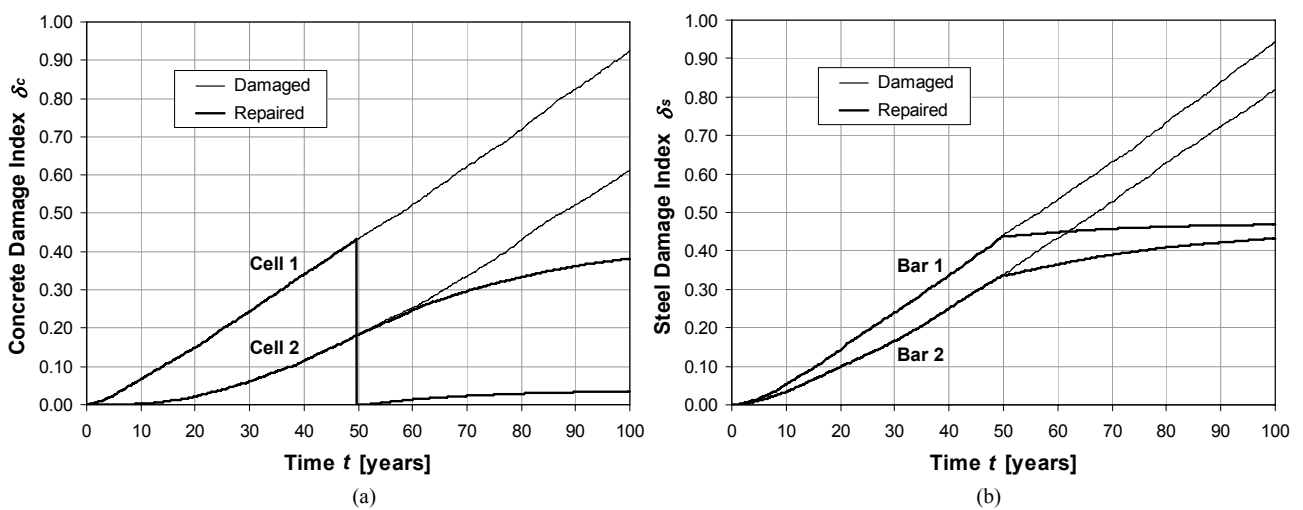 Concrete Damage Index δc
1.00
0.90
0.80
0.70
0.60
0.50
0.40
0.30
0.20
0.10
0.00
Damaged
Repaired
Cell 1
Cell 2
0 10 20 30 40 50 60 70 80 90 100
Time t [years]
(a)
Steel Damage Index δs
1.00
0.90
0.80
0.70
0.60
0.50
0.40
0.30
0.20
0.10
0.00
Damaged
Repaired
Bar 1
Bar 2
0 10 20 30 40 50 60 70 80 90 100
Time t [years]
(b)